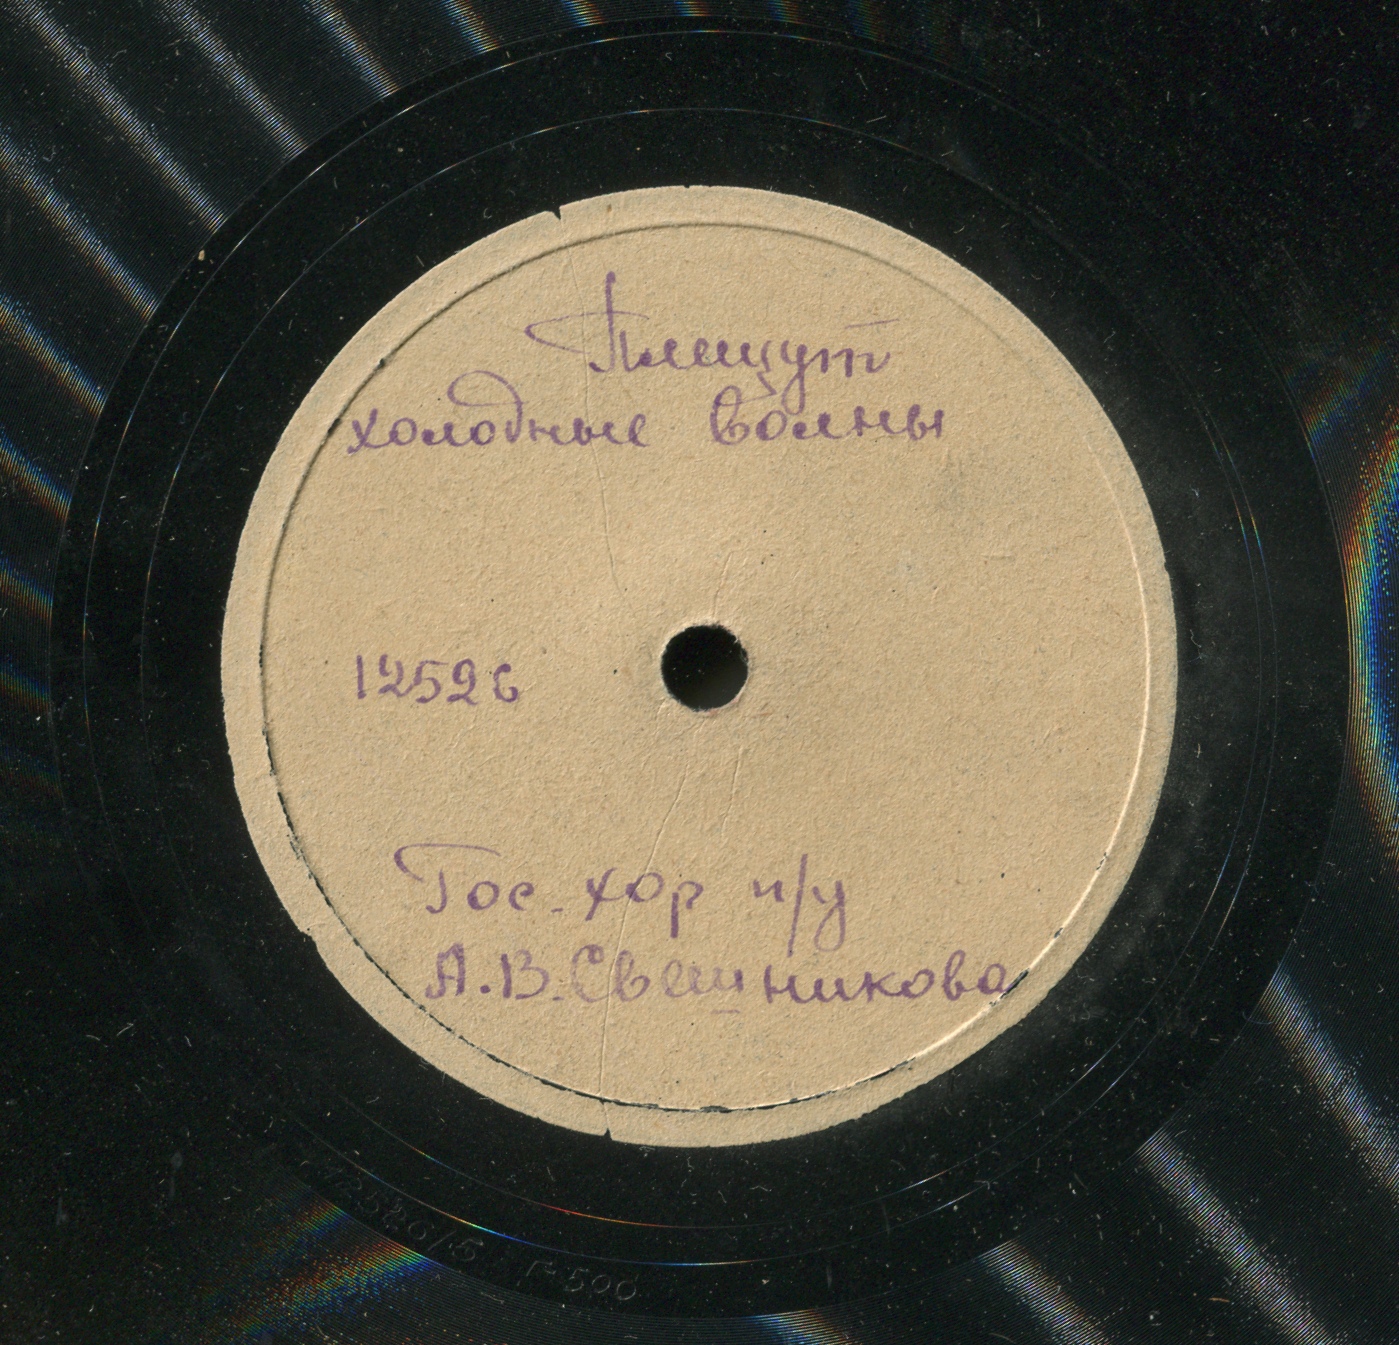 Плещут
холодные волны
12526
Гос. хор п/у
А.В. Свешникова